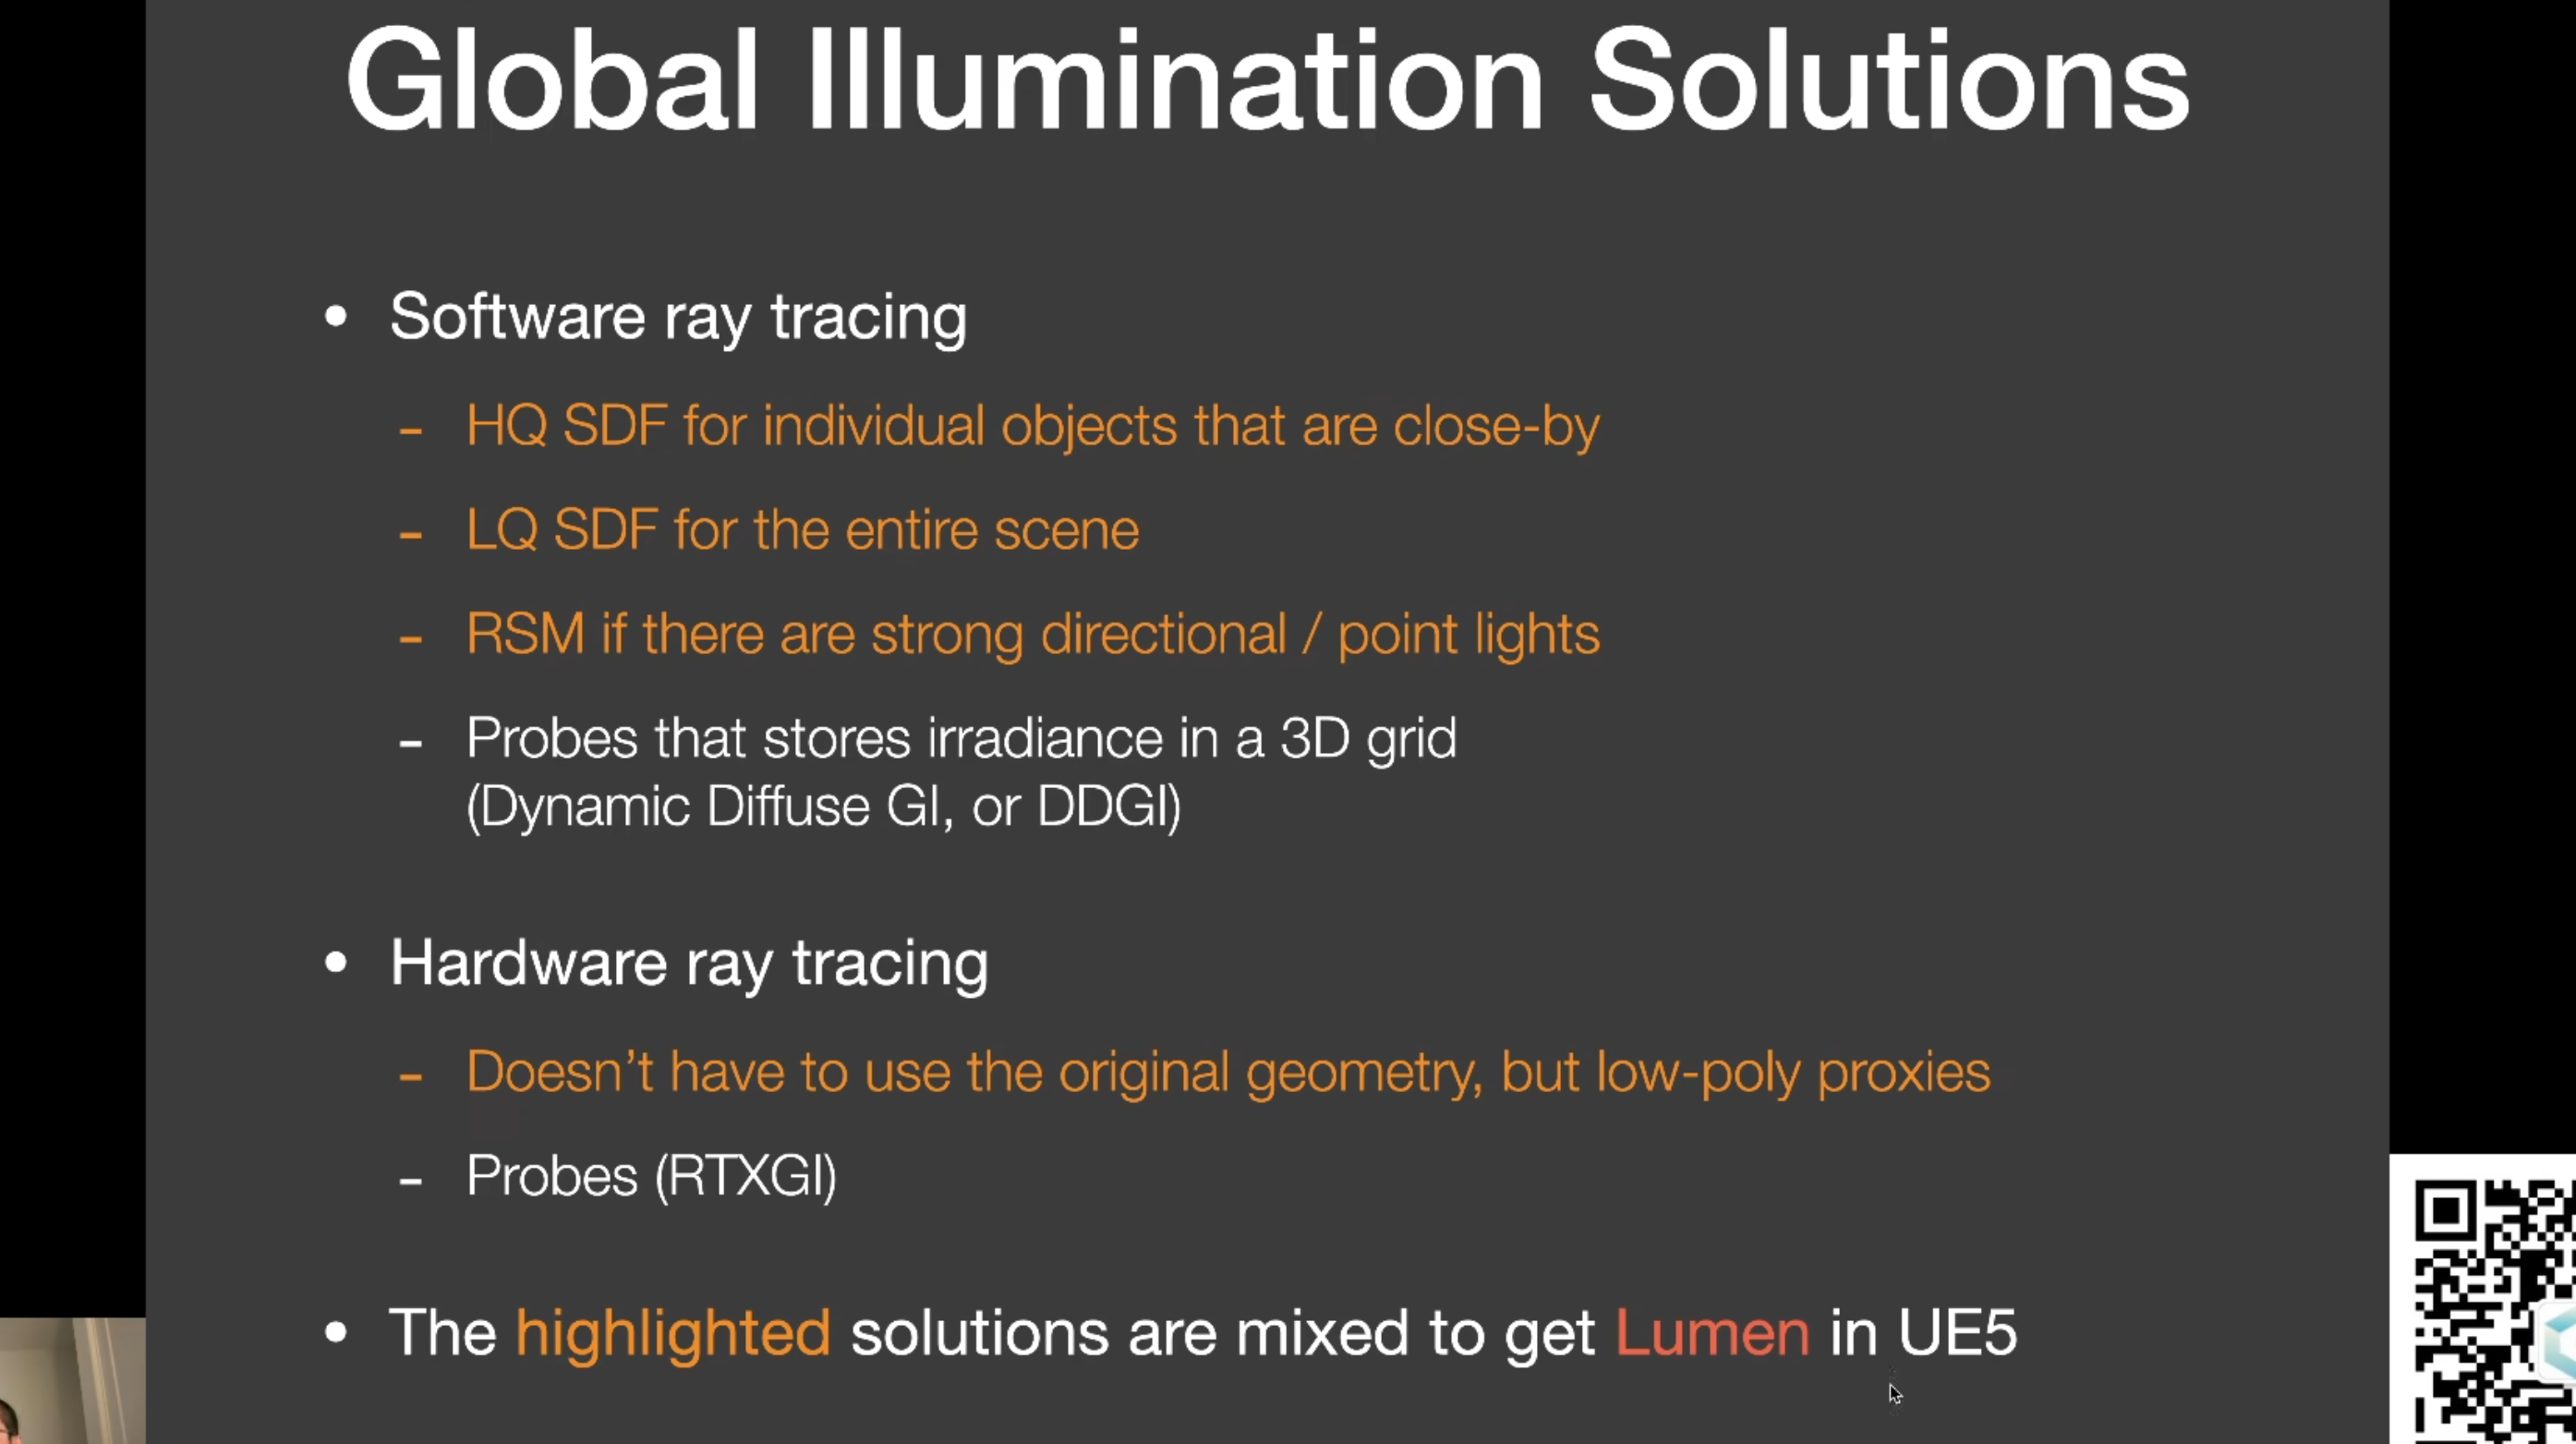 Global Illumination Solutions
• Software ray tracing
- HQ SDF for individual objects that are close-by
- LQ SDF for the entire scene
- RSM if there are strong directional / point lights
- Probes that stores irradiance in a 3D grid
(Dynamic Diffuse GI, or DDGI)
• Hardware ray tracing
- Doesn’t have to use the original geometry, but low-poly proxies
- Probes (RTXGI)
• The highlighted solutions are mixed to get Lumen in UE5